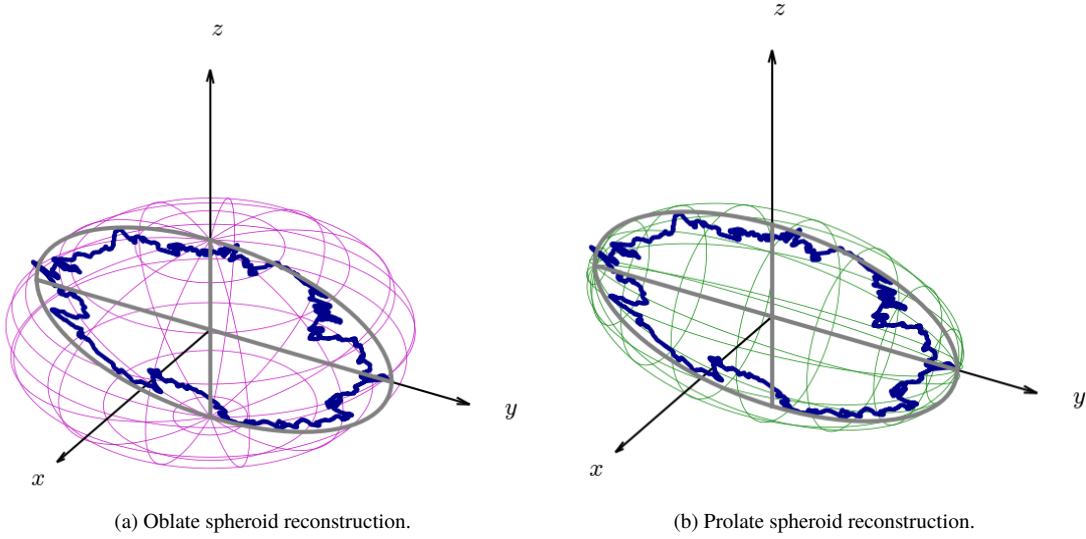 z
z
y
y
x
x
(a) Oblate spheroid reconstruction.
(b) Prolate spheroid reconstruction.